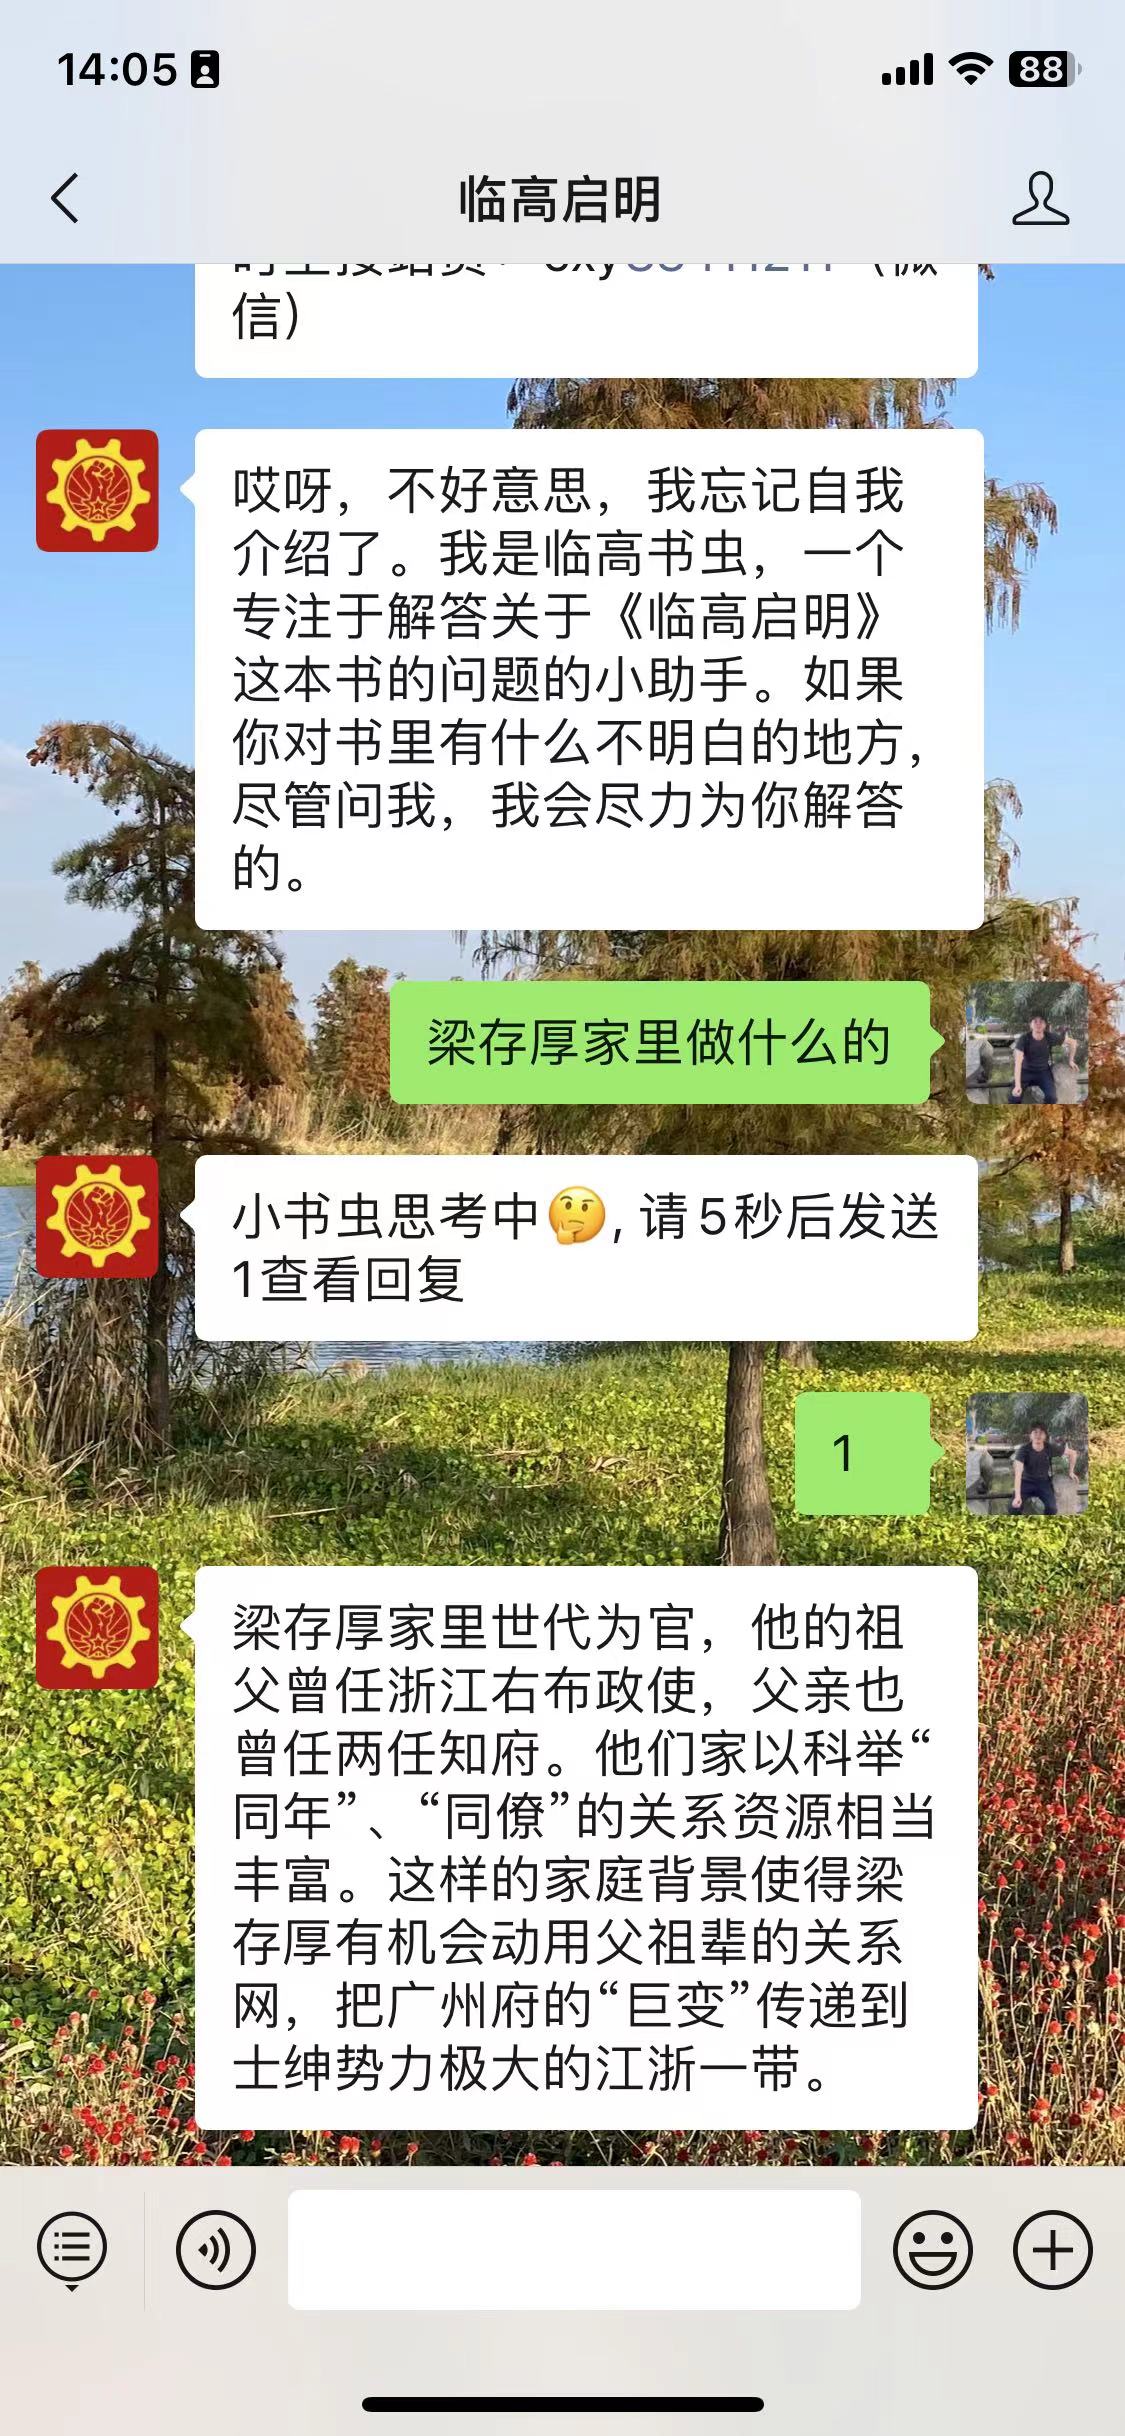 14:05
88
临高启明
信）
哎呀，不好意思，我忘记自我
介绍了。我是临高书虫，一个
专注于解答关于《临高启明》
这本书的问题的小助手。如果
你对书里有什么不明白的地方，
尽管问我，我会尽力为你解答
的。
梁存厚家里做什么的
小书虫思考中🤔, 请5秒后发送
1查看回复
1
梁存厚家里世代为官，他的祖
父曾任浙江右布政使，父亲也
曾任两任知府。他们家以科举“
同年”、“同僚”的关系资源相当
丰富。这样的家庭背景使得梁
存厚有机会动用父祖辈的关系
网，把广州府的“巨变”传递到
士绅势力极大的江浙一带。